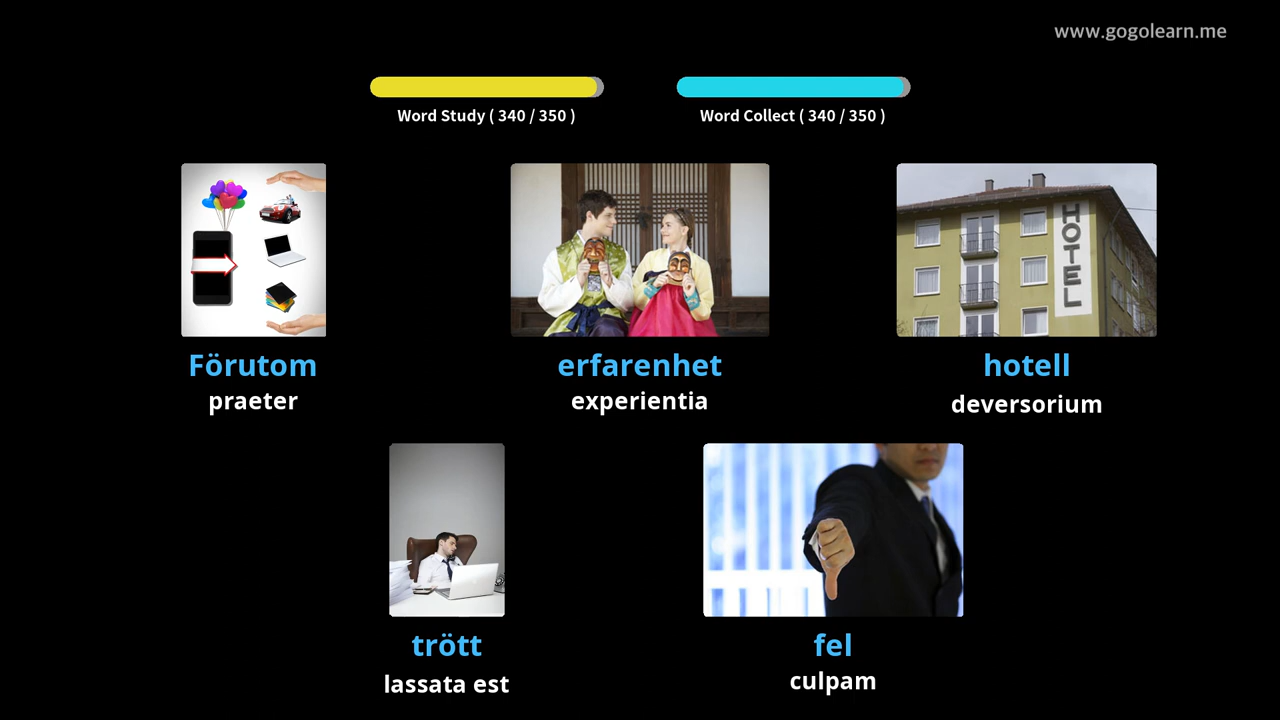 www.gogolearn.me
Word Study ( 340 / 350 )
Word Collect ( 340 / 350 )
HOTEL
Förutom
praeter
erfarenhet
experientia
hotell
deversorium
trött
lassata est
fel
culpam